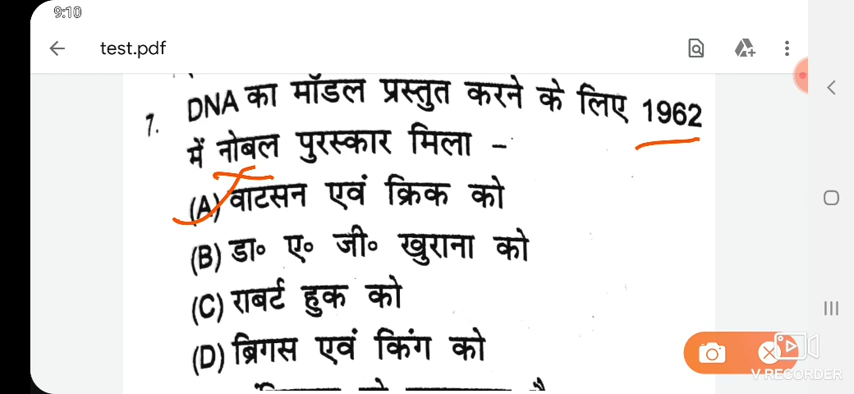 9:10
test.pdf
7. DNA का मॉडल प्रस्तुत करने के लिए 1962
में नोबल पुरस्कार मिला –
(A) वाटसन एवं क्रिक को
(B) डा० ए० जी० खुराना को
(C) राबर्ट हुक को
(D) ब्रिगस एवं किंग को
V RECORDER